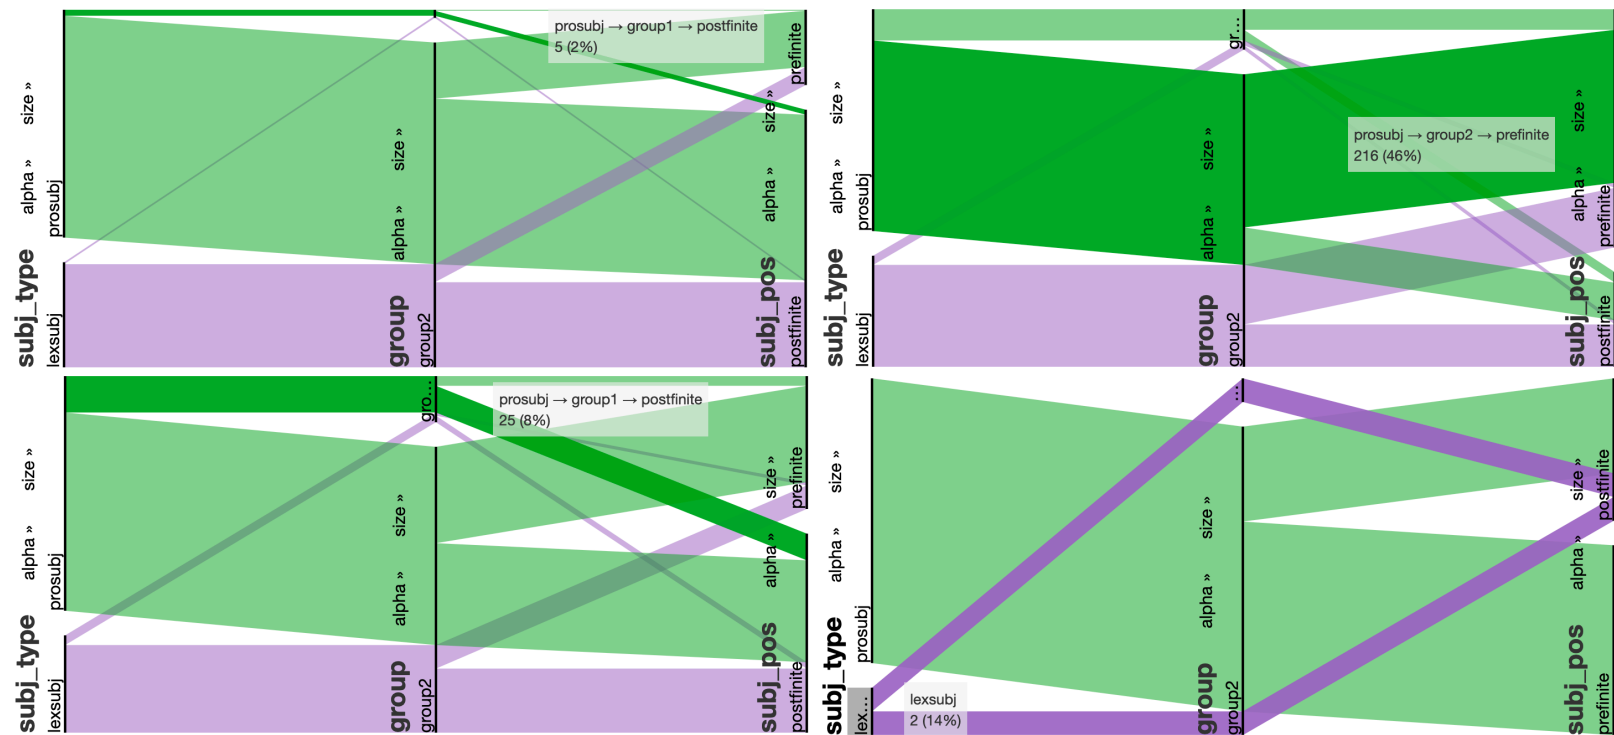 subj_type
prosubj
lexsubj
alpha »
size »
group
group2
alpha »
size »
prosubj → group1 → postfinite
5 (2%)
subj_pos
prefinite
postfinite
alpha »
size »
subj_type
prosubj
lexsubj
alpha »
size »
group
gr...
group2
alpha »
size »
prosubj → group2 → prefinite
216 (46%)
subj_pos
prefinite
postfinite
alpha »
size »
subj_type
prosubj
lexsubj
alpha »
size »
group
gro...
group2
alpha »
size »
prosubj → group1 → postfinite
25 (8%)
subj_pos
prefinite
postfinite
alpha »
size »
subj_type
prosubj
lex...
alpha »
size »
lexsubj
2 (14%)
group
...
group2
alpha »
size »
subj_pos
postfinite
prefinite
alpha »
size »